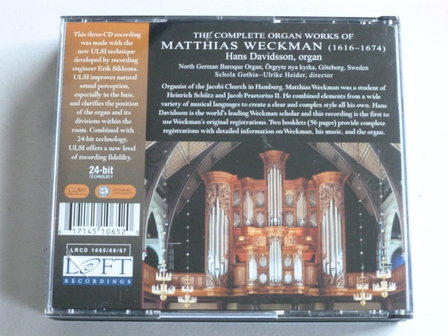 This three-CD recording
was made with the
new ULSI technique
developed by recording
engineer Erik Sikkema.
ULSI improves natural
sound perception,
especially in the bass,
and clarifies the position
of the organ and its
divisions within the
room. Combined with
24-bit technology.
ULSI offers a new level
of recording fidelilty.
24-bit
TECHNOLOGY
17145 10652
LRCD 1065/66/67
LOFT
RECORDINGS
THE COMPLETE ORGAN WORKS OF
MATTHIAS WECKMAN (1616–1674)
Hans Davidsson, organ
North German Baroque Organ, Örgryte nya kyrka, Göteborg, Sweden
Schola Gothia–Ulrike Heider, director
Organist of the Jacobi Church in Hamburg, Matthias Weckman was a student of
Heinrich Schütz and Jacob Praetorius II. He combined elements from a wide
variety of musical languages to create a clear and complex style all his own. Hans
Davidsson is the world's leading Weckman scholar and this recording is the first to
use Weckman's original registrations. Two booklets (56 pages) provide complete
registrations with detailed information on Weckman, his music, and the organ.